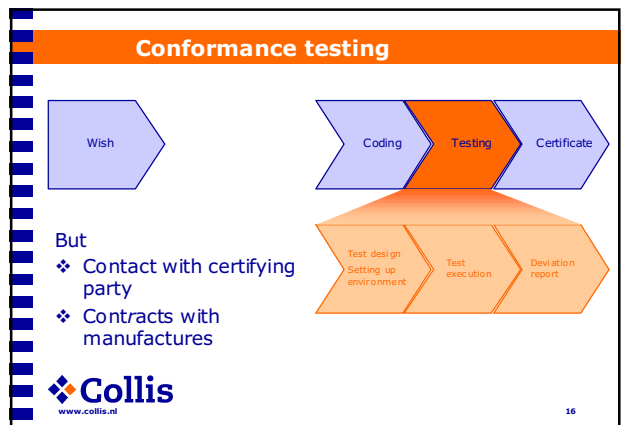 Conformance testing
Wish
Coding
Testing
Certificate
But
❖ Contact with certifying
party
❖ Contracts with
manufactures
Test design
Setting up
environment
Test
execution
Deviation
report
Collis
www.collis.nl
16